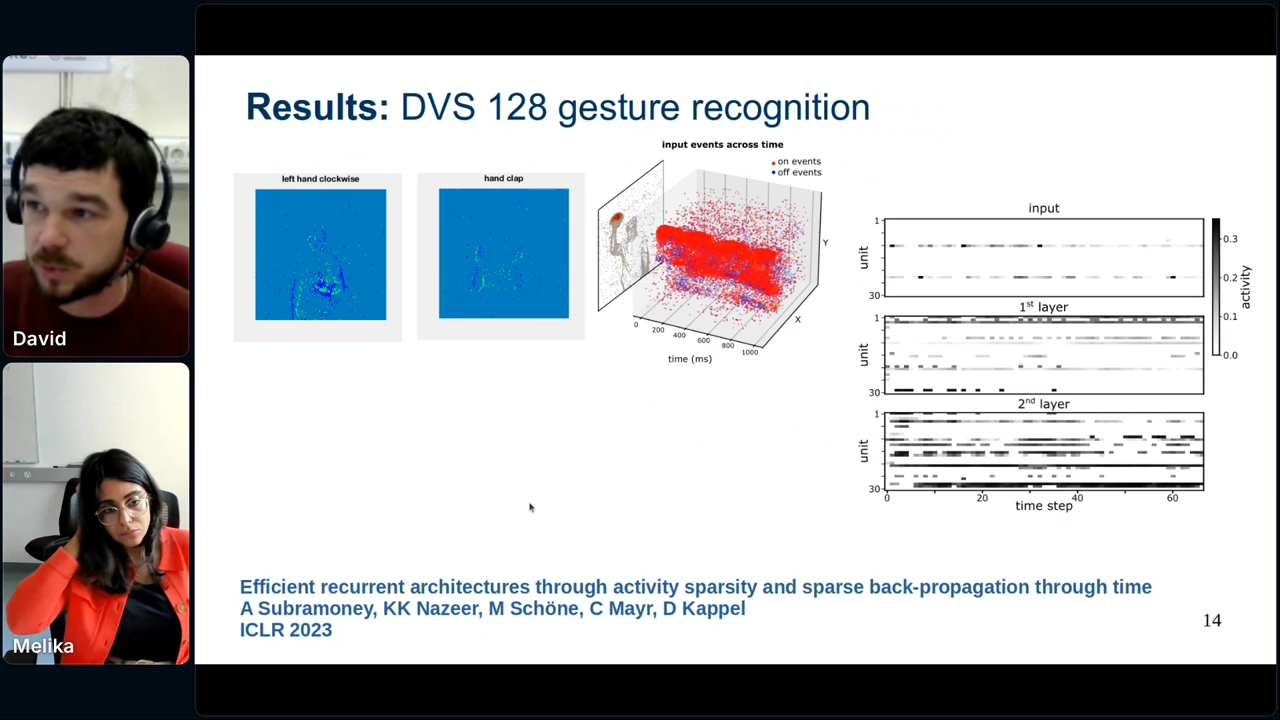 Results: DVS 128 gesture recognition
left hand clockwise
hand clap
input events across time
on events
off events
Y
X
0 200 400 600 800 1000
time (ms)
input
unit
1
30
1st layer
unit
1
30
2nd layer
unit
1
30
0 20 40 60
time step
0.3
0.2
0.1
0.0
activity
Efficient recurrent architectures through activity sparsity and sparse back-propagation through time
A Subramoney, KK Nazeer, M Schöne, C Mayr, D Kappel
ICLR 2023
14
David
Melika